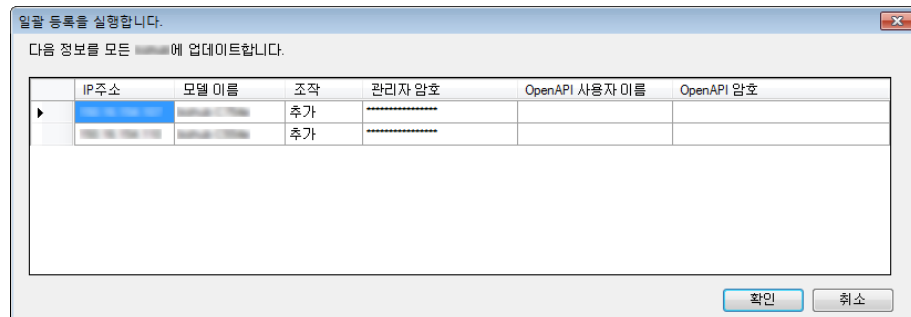 일괄 등록을 실행합니다.
다음 정보를 모든 에 업데이트합니다.
IP주소 모델 이름 조작 관리자 암호 OpenAPI 사용자 이름 OpenAPI 암호
추가 ****************
추가 ****************
확인 취소